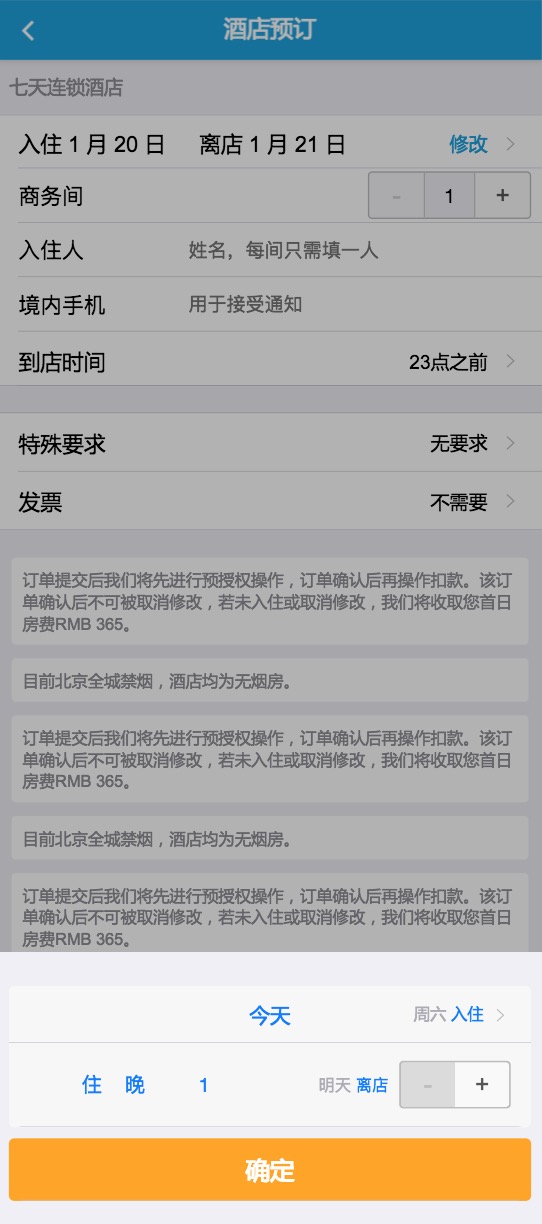 酒店预订
七天连锁酒店
入住 1 月 20 日 离店 1 月 21 日 修改
商务间 - 1 +
入住人 姓名，每间只需填一人
境内手机 用于接受通知
到店时间 23点之前
特殊要求 无要求
发票 不需要
订单提交后我们将先进行预授权操作，订单确认后再操作扣款。该订
单确认后不可被取消修改，若未入住或取消修改，我们将收取您首日
房费RMB 365。
目前北京全城禁烟，酒店均为无烟房。
订单提交后我们将先进行预授权操作，订单确认后再操作扣款。该订
单确认后不可被取消修改，若未入住或取消修改，我们将收取您首日
房费RMB 365。
目前北京全城禁烟，酒店均为无烟房。
订单提交后我们将先进行预授权操作，订单确认后再操作扣款。该订
单确认后不可被取消修改，若未入住或取消修改，我们将收取您首日
房费RMB 365。
今天 周六 入住
住 晚 1 明天 离店 - +
确定